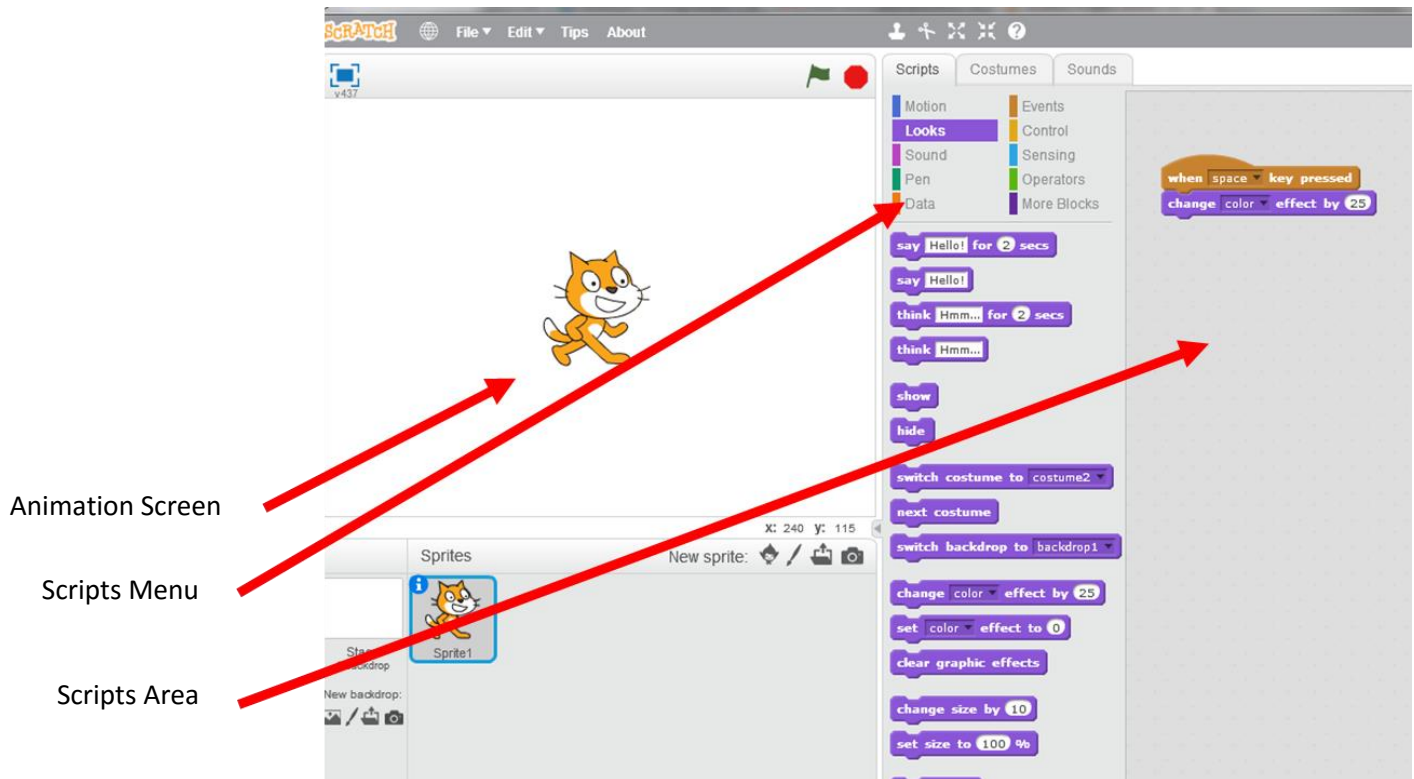 SCRATCH File Edit Tips About
v437
Scripts Costumes Sounds
Motion Events
Looks Control
Sound Sensing
Pen Operators
Data More Blocks
when space key pressed
change color effect by 25
say Hello! for 2 secs
say Hello!
think Hmm... for 2 secs
think Hmm...
show
hide
switch costume to costume2
next costume
switch backdrop to backdrop1
change color effect by 25
set color effect to 0
clear graphic effects
change size by 10
set size to 100 %
Animation Screen
Scripts Menu
Scripts Area
X: 240 y: 115
Sprites New sprite:
Sprite1
New backdrop: